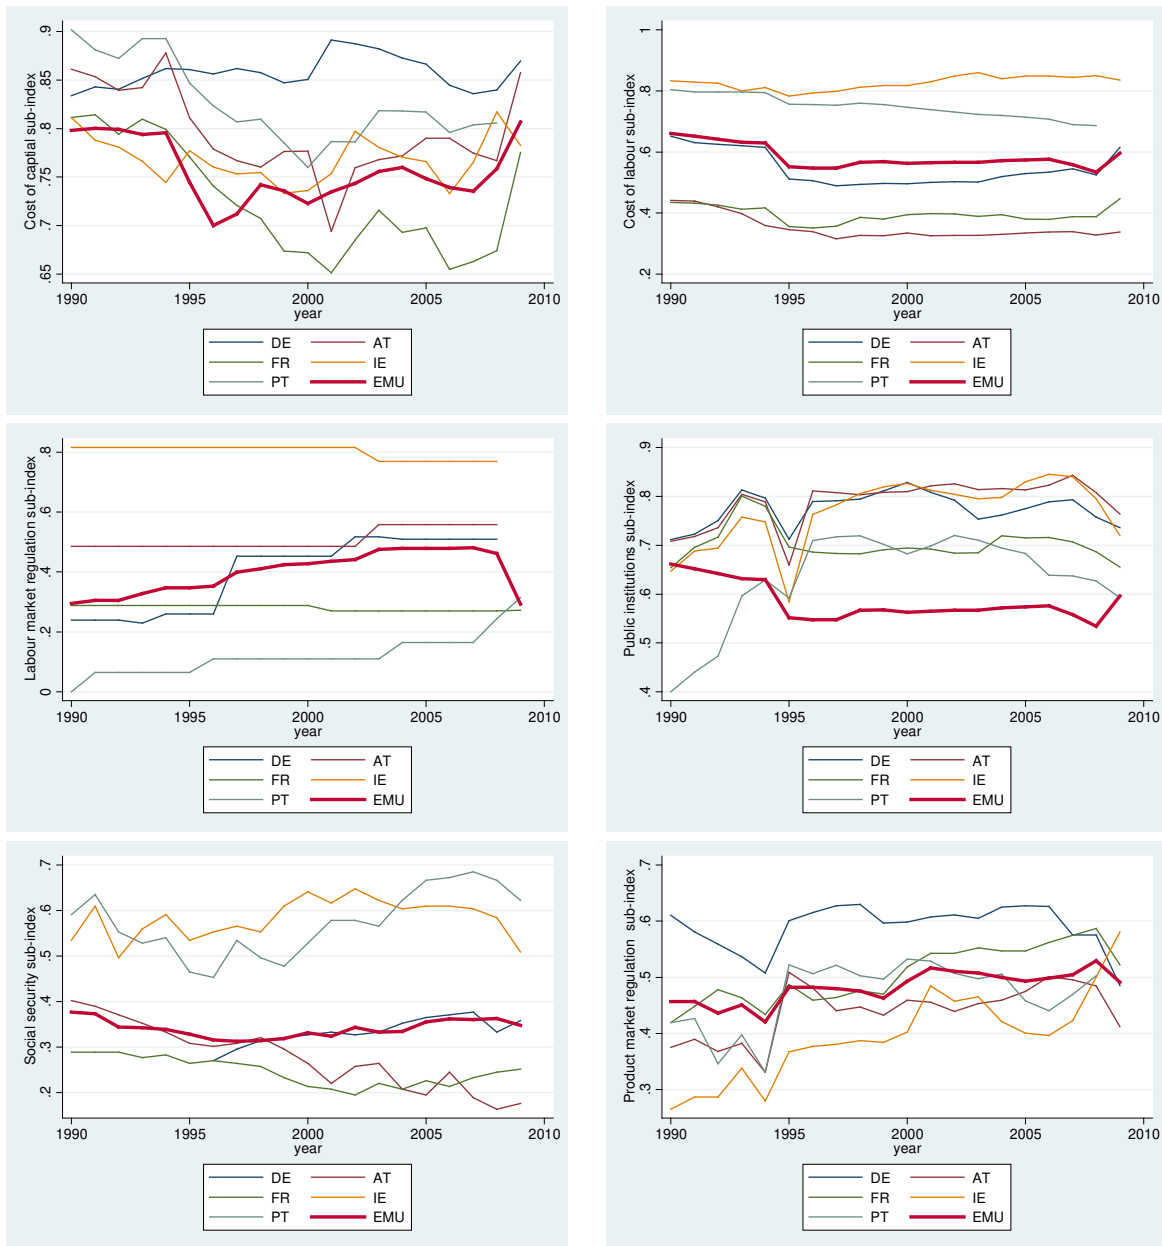 Cost of captial sub-index
.9
.85
.8
.75
.7
.65
1990 1995 2000 2005 2010
year
DE AT
FR IE
PT EMU
Cost of labour sub-index
1
.8
.6
.4
.2
1990 1995 2000 2005 2010
year
DE AT
FR IE
PT EMU
Labour market regulation sub-index
.8
.6
.4
.2
0
1990 1995 2000 2005 2010
year
DE AT
FR IE
PT EMU
Public institutions sub-index
.9
.8
.7
.6
.5
.4
1990 1995 2000 2005 2010
year
DE AT
FR IE
PT EMU
Social security sub-index
.7
.6
.5
.4
.3
.2
1990 1995 2000 2005 2010
year
DE AT
FR IE
PT EMU
Product market regulation sub-index
.7
.6
.5
.4
.3
1990 1995 2000 2005 2010
year
DE AT
FR IE
PT EMU